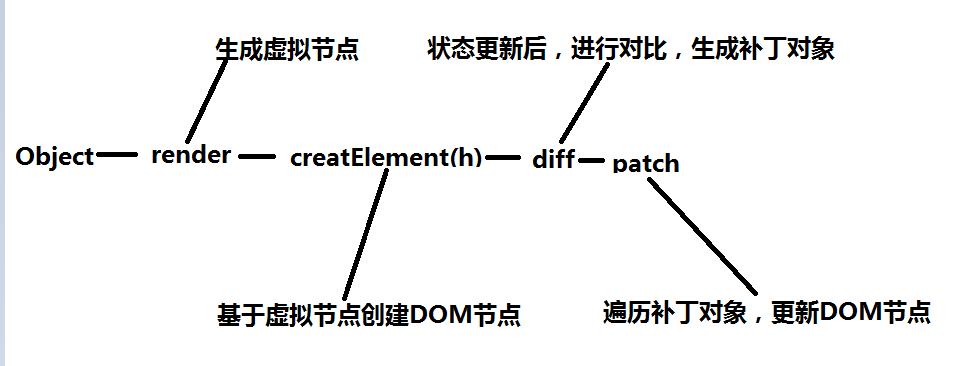 生成虚拟节点 状态更新后，进行对比，生成补丁对象
Object render creatElement(h) diff patch
基于虚拟节点创建DOM节点 遍历补丁对象，更新DOM节点